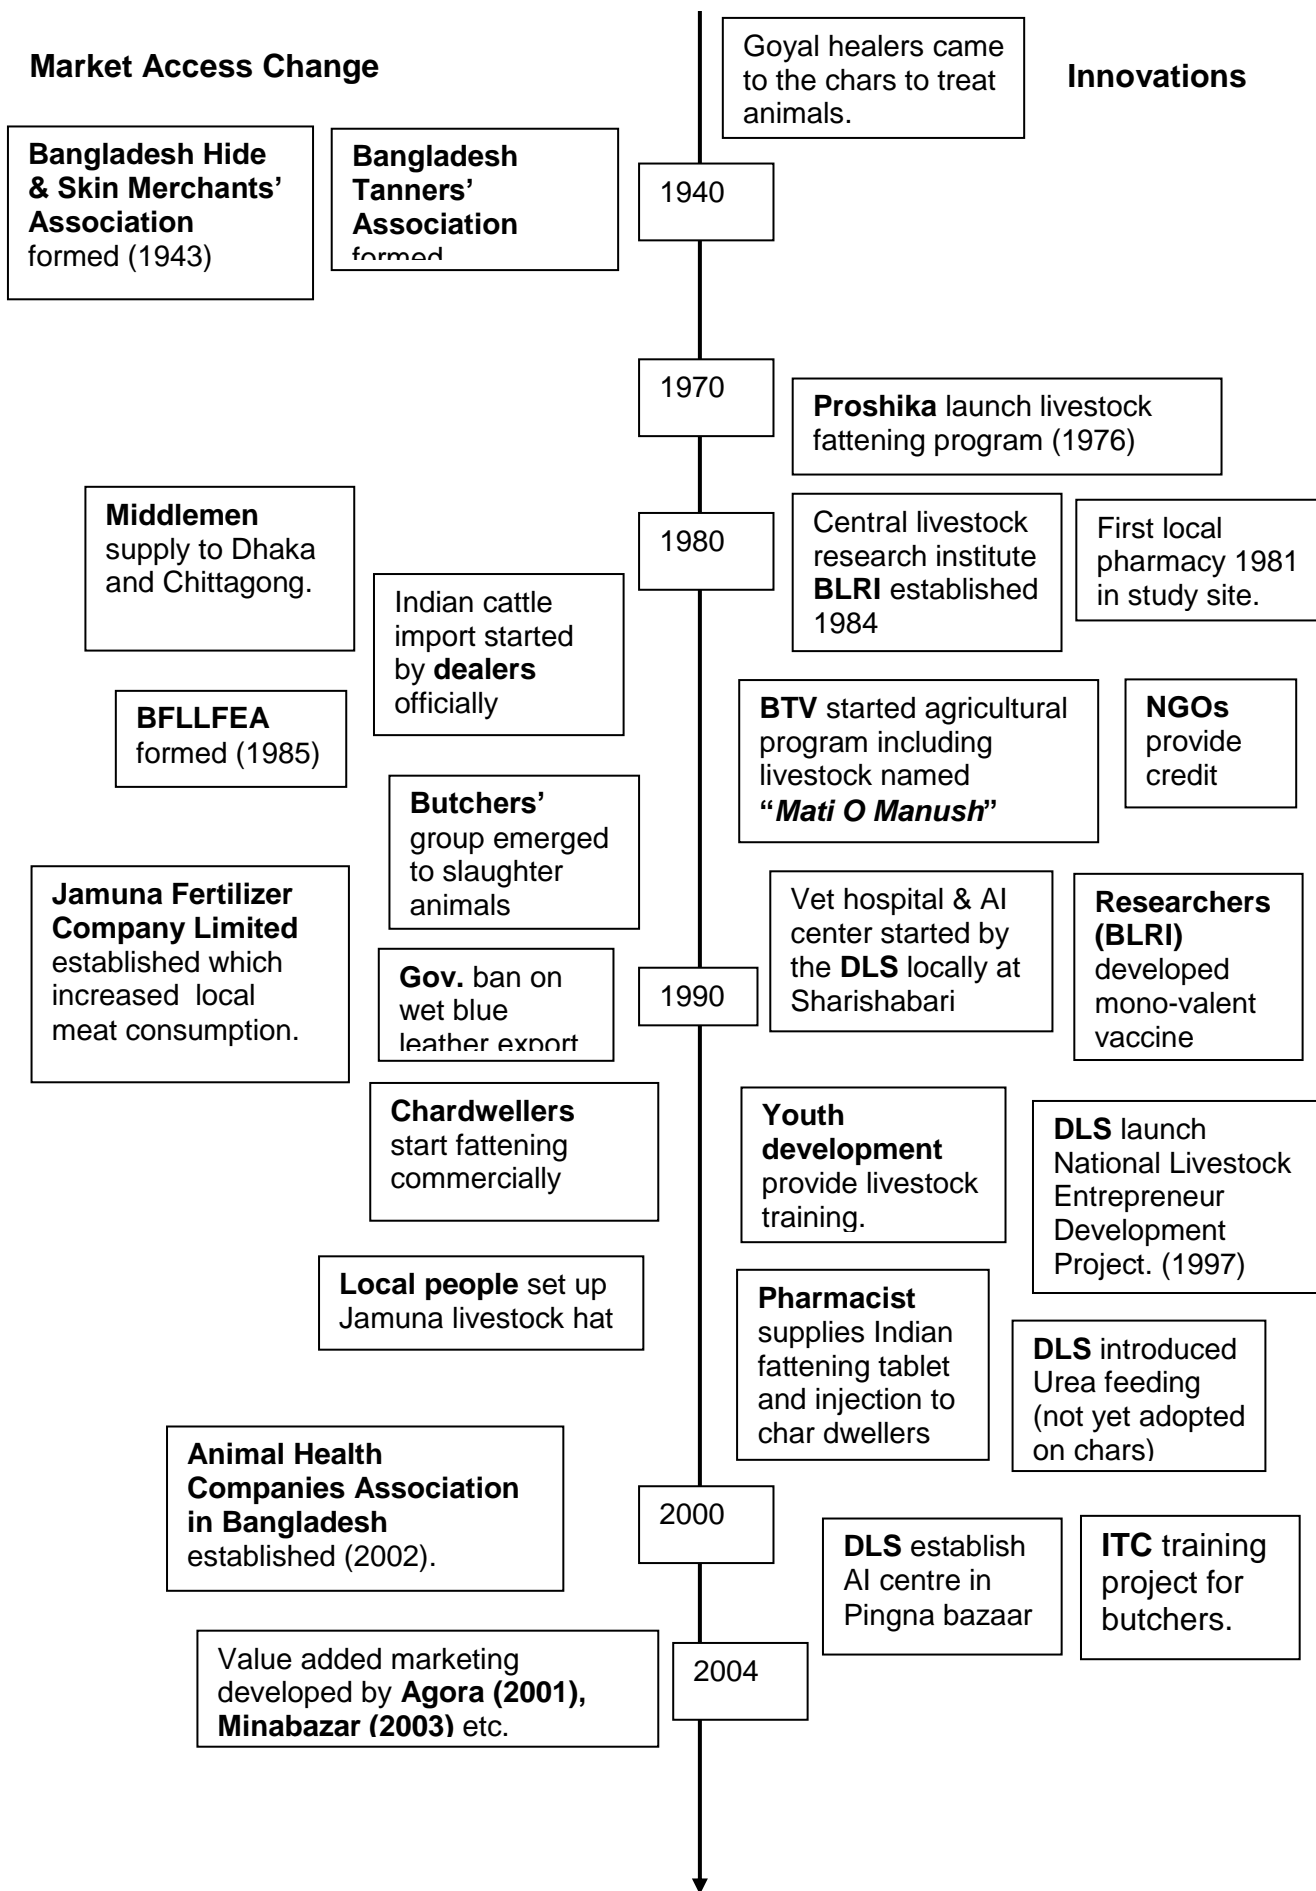 Market Access Change
Innovations
Goyal healers came
to the chars to treat
animals.
Bangladesh Hide
& Skin Merchants’
Association
formed (1943)
Bangladesh
Tanners’
Association
formed
1940
1970
Proshika launch livestock
fattening program (1976)
Middlemen
supply to Dhaka
and Chittagong.
1980
Central livestock
research institute
BLRI established
1984
First local
pharmacy 1981
in study site.
Indian cattle
import started
by dealers
officially
BFLLFEA
formed (1985)
BTV started agricultural
program including
livestock named
“Mati O Manush”
NGOs
provide
credit
Butchers’
group emerged
to slaughter
animals
Jamuna Fertilizer
Company Limited
established which
increased local
meat consumption.
Vet hospital & AI
center started by
the DLS locally at
Sharishabari
Researchers
(BLRI)
developed
mono-valent
vaccine
Gov. ban on
wet blue
leather export
1990
Chardwellers
start fattening
commercially
Youth
development
provide livestock
training.
DLS launch
National Livestock
Entrepreneur
Development
Project. (1997)
Local people set up
Jamuna livestock hat
Pharmacist
supplies Indian
fattening tablet
and injection to
char dwellers
DLS introduced
Urea feeding
(not yet adopted
on chars)
Animal Health
Companies Association
in Bangladesh
established (2002).
2000
DLS establish
AI centre in
Pingna bazaar
ITC training
project for
butchers.
Value added marketing
developed by Agora (2001),
Minabazar (2003) etc.
2004